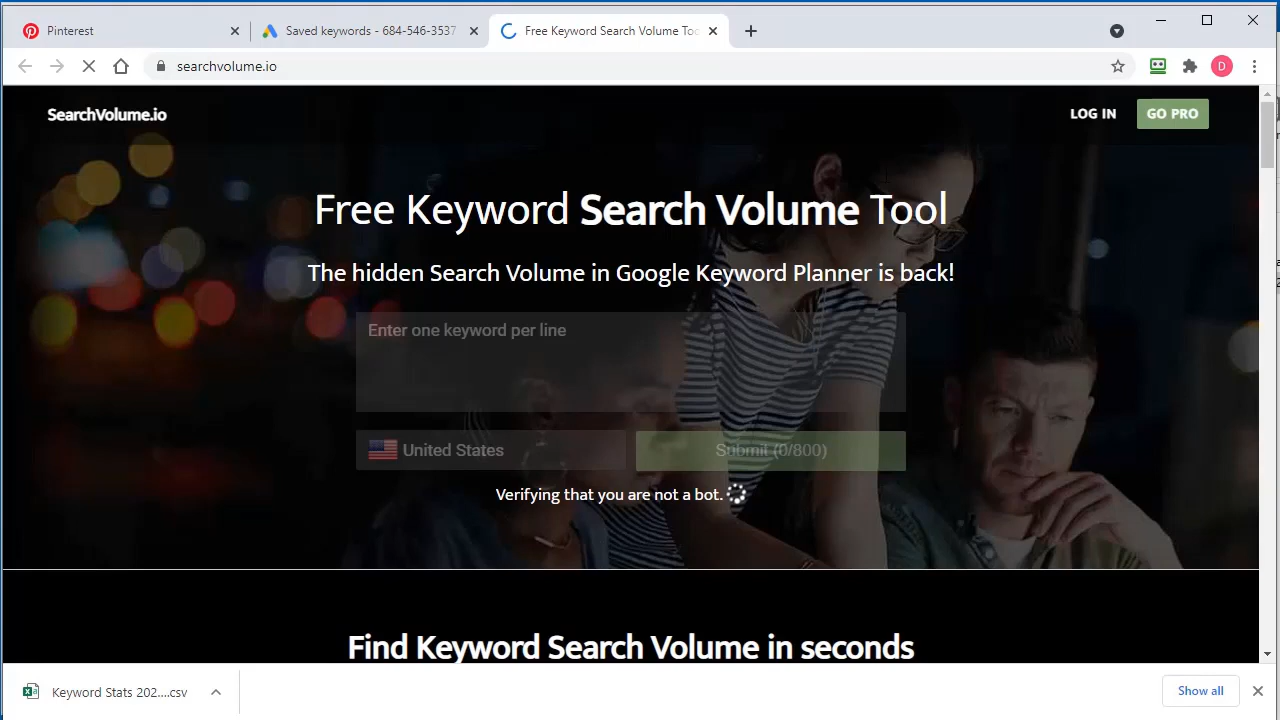 Pinterest
Saved keywords - 684-546-3537
Free Keyword Search Volume Too
searchvolume.io
D
SearchVolume.io
LOG IN
GO PRO
Free Keyword Search Volume Tool
The hidden Search Volume in Google Keyword Planner is back!
Enter one keyword per line
United States
Submit (0/800)
Verifying that you are not a bot.
Find Keyword Search Volume in seconds
Keyword Stats 202....csv
Show all